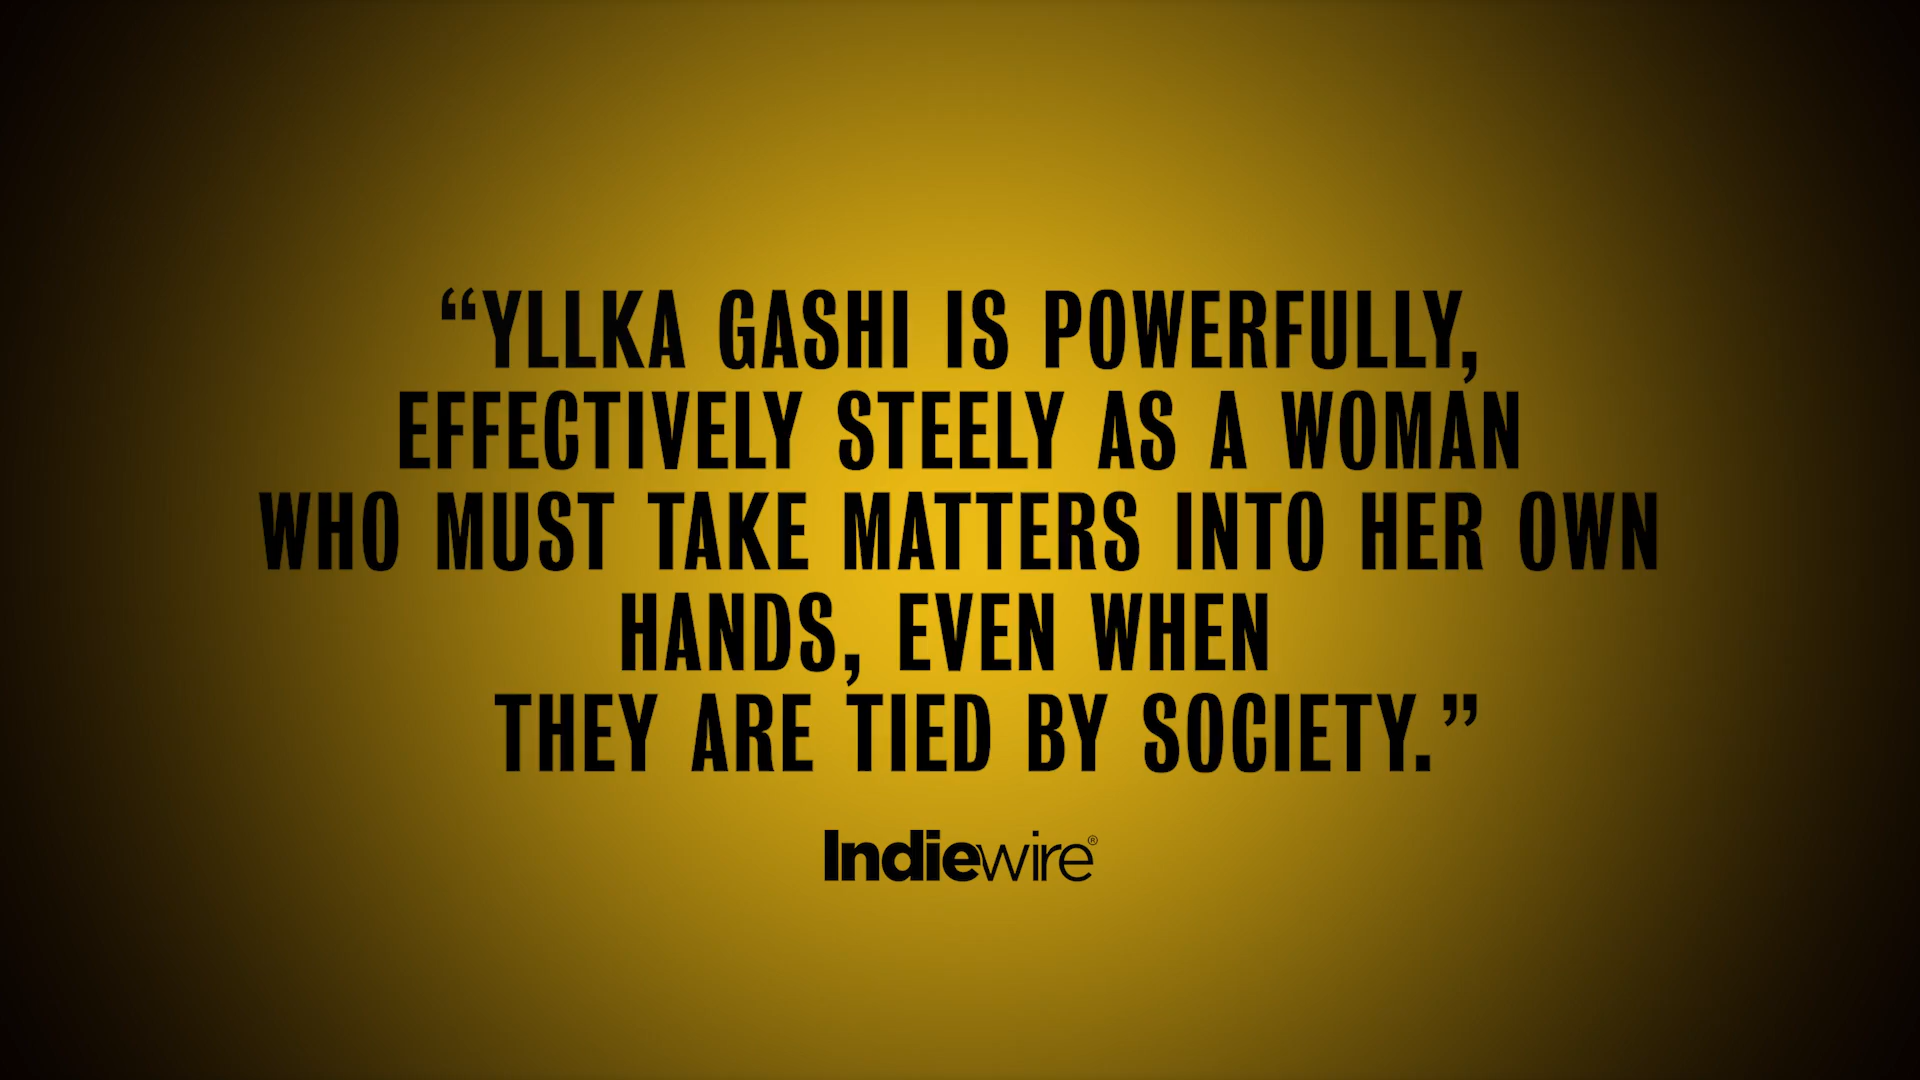 “YLLKA GASHI IS POWERFULLY,
EFFECTIVELY STEELY AS A WOMAN
WHO MUST TAKE MATTERS INTO HER OWN
HANDS, EVEN WHEN
THEY ARE TIED BY SOCIETY.”
Indiewire®